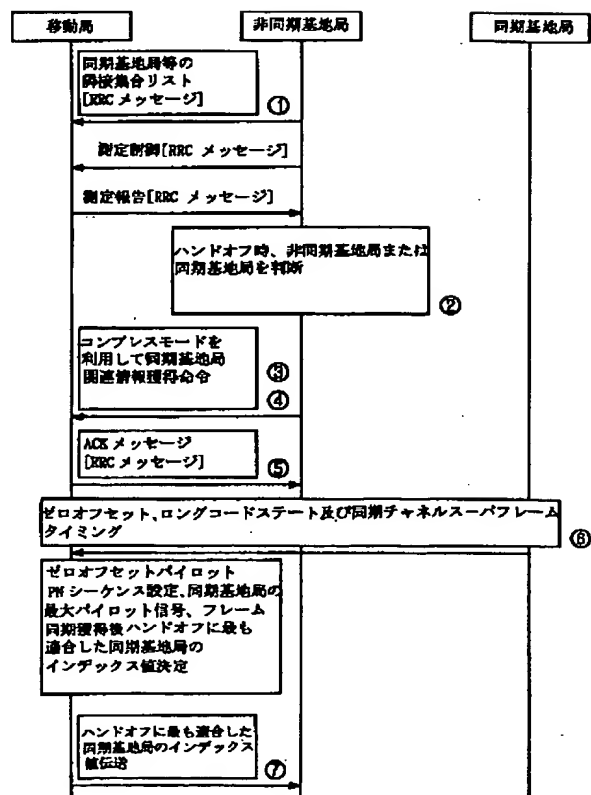 移動局
非同期基地局
同期基地局
同期基地局等の
隣接集合リスト
[RRC メッセージ]
①
測定制御[RRC メッセージ]
測定報告[RRC メッセージ]
ハンドオフ時、非同期基地局または
同期基地局を判断
②
コンプレスモードを
利用して同期基地局
関連情報獲得命令
③
④
ACK メッセージ
[RRC メッセージ]
⑤
ゼロオフセット、ロングコードステート及び同期チャネルスーパフレーム
タイミング
⑥
ゼロオフセットパイロット
PN シーケンス設定、同期基地局の
最大パイロット信号、フレーム
同期獲得後ハンドオフに最も
適合した同期基地局の
インデックス値決定
ハンドオフに最も適合した
同期基地局のインデックス
値伝送
⑦